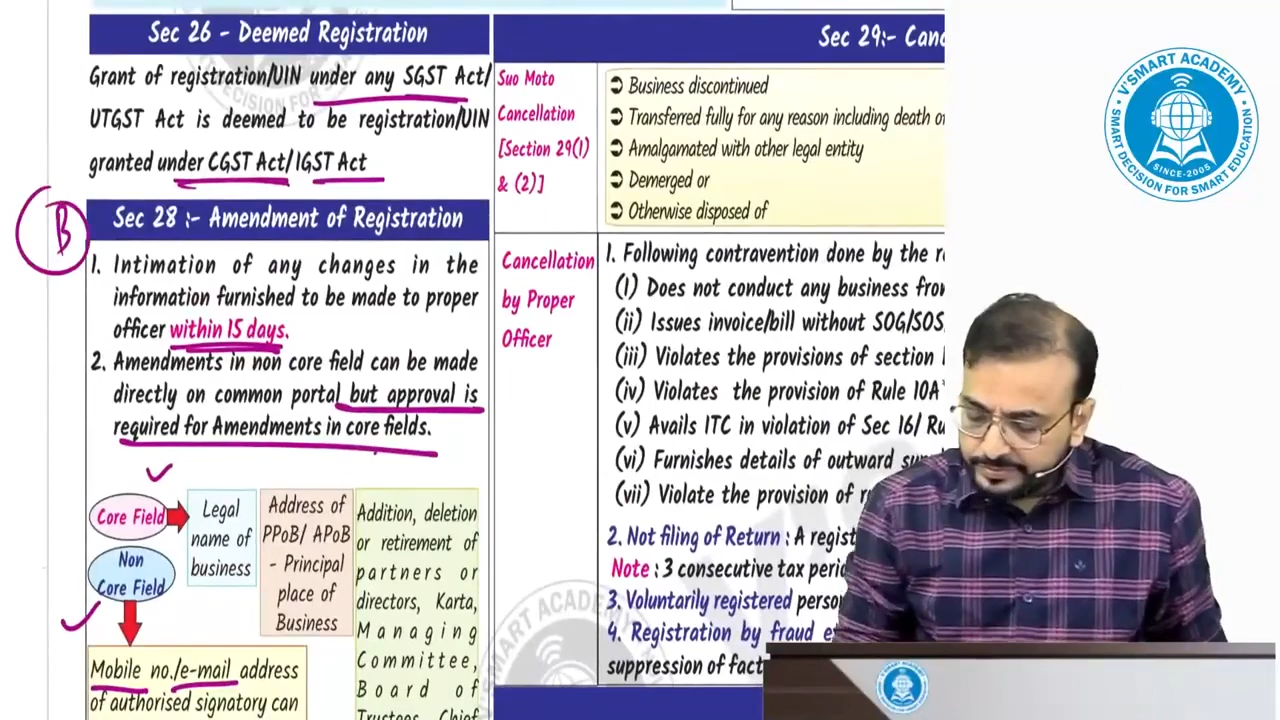 Sec 26 - Deemed Registration
Grant of registration/UIN under any SGST Act/
UTGST Act is deemed to be registration/UIN
granted under CGST Act/ IGST Act
B
Sec 28 :- Amendment of Registration
1. Intimation of any changes in the
information furnished to be made to proper
officer within 15 days.
2. Amendments in non core field can be made
directly on common portal but approval is
required for Amendments in core fields.
Core Field
Legal
name of
business
Address of
PPoB/ APoB
- Principal
place of
Business
Addition, deletion
or retirement of
partners or
directors, Karta,
Managing
Committee,
Board of
Non
Core Field
Mobile no./e-mail address
of authorised signatory can
Sec 29:-
Suo Moto
Cancellation
[Section 29(1)
& (2)]
➲ Business discontinued
➲ Transferred fully for any reason including death
➲ Amalgamated with other legal entity
➲ Demerged or
➲ Otherwise disposed of
Cancellation
by Proper
Officer
1. Following contravention done by the
(I) Does not conduct any business
(ii) Issues invoice/bill without SOG/SOS
(iii) Violates the provisions of section
(iv) Violates the provision of Rule 10A
(v) Avails ITC in violation of Sec 16/
(vi) Furnishes details of outward
(vii) Violate the provision of
2. Not filing of Return : A
Note : 3 consecutive tax
3. Voluntarily registered
4. Registration by fraud
suppression of
V'SMART ACADEMY
SINCE-2005
SMART DECISION FOR SMART EDUCATION